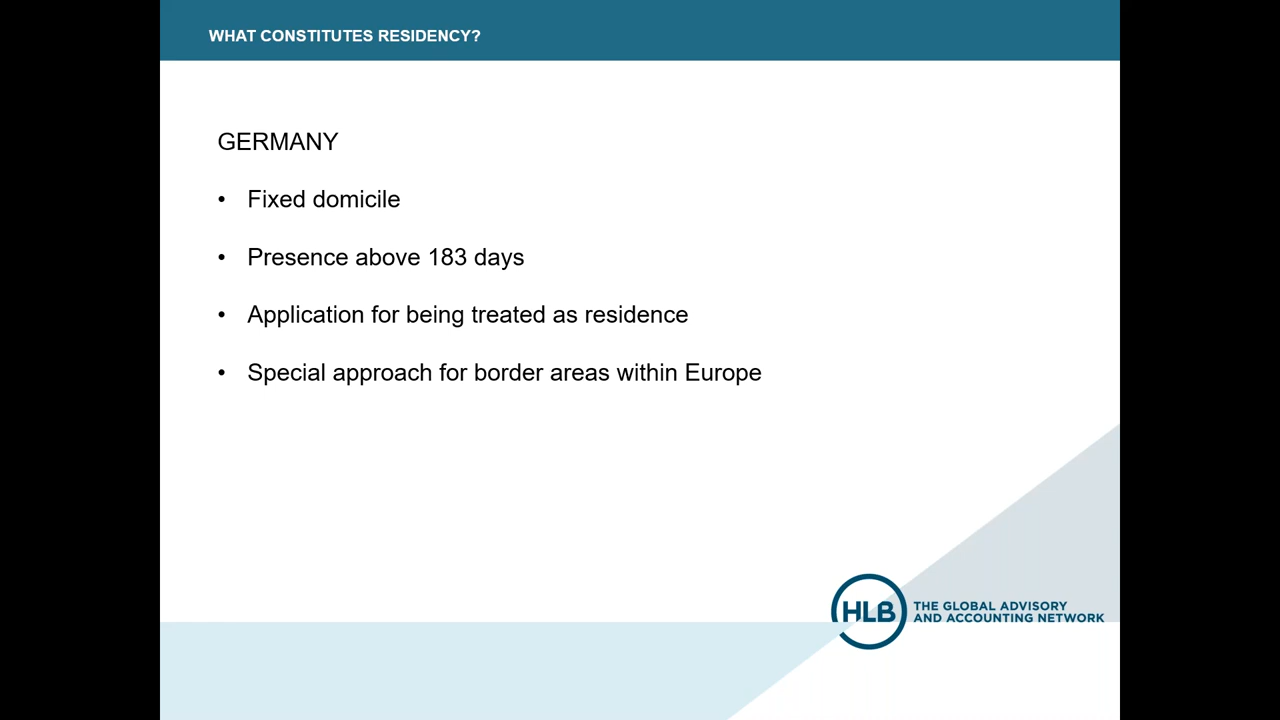 WHAT CONSTITUTES RESIDENCY?
GERMANY
• Fixed domicile
• Presence above 183 days
• Application for being treated as residence
• Special approach for border areas within Europe
HLB
THE GLOBAL ADVISORY
AND ACCOUNTING NETWORK